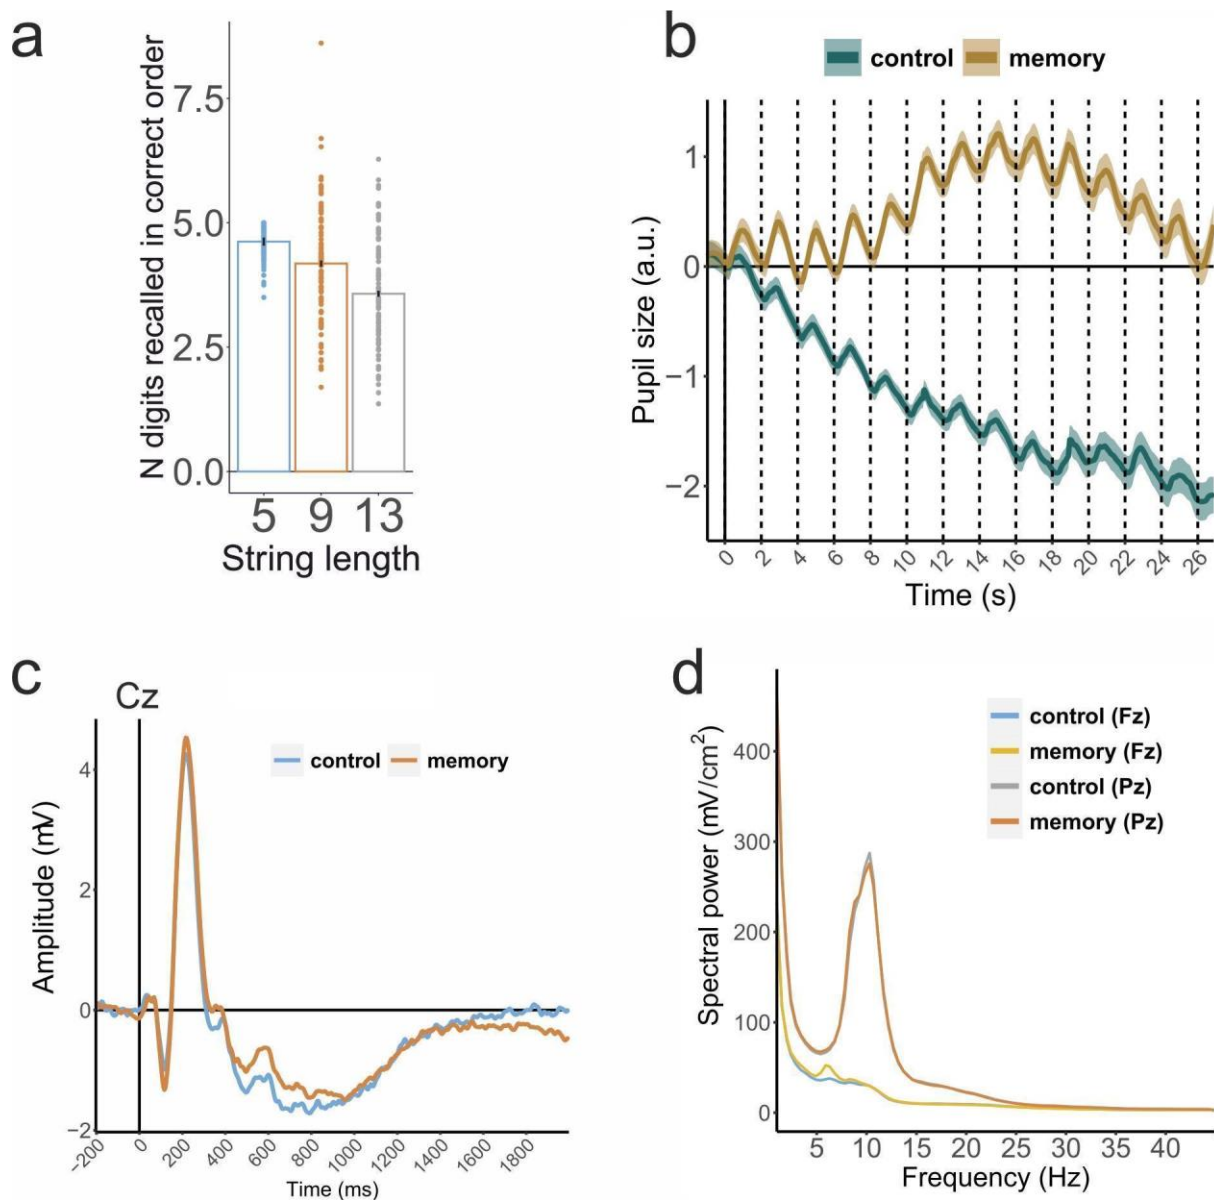 a
N digits recalled in correct order
7.5
5.0
2.5
0.0
5 9 13
String length
b
control memory
Pupil size (a.u.)
1
0
−1
−2
0 2 4 6 8 10 12 14 16 18 20 22 24 26
Time (s)
c
Cz
control memory
Amplitude (mV)
4
2
0
−2
−200 0 200 400 600 800 1000 1200 1400 1600 1800
Time (ms)
d
control (Fz)
memory (Fz)
control (Pz)
memory (Pz)
Spectral power (mV/cm²)
400
300
200
100
0
5 10 15 20 25 30 35 40
Frequency (Hz)